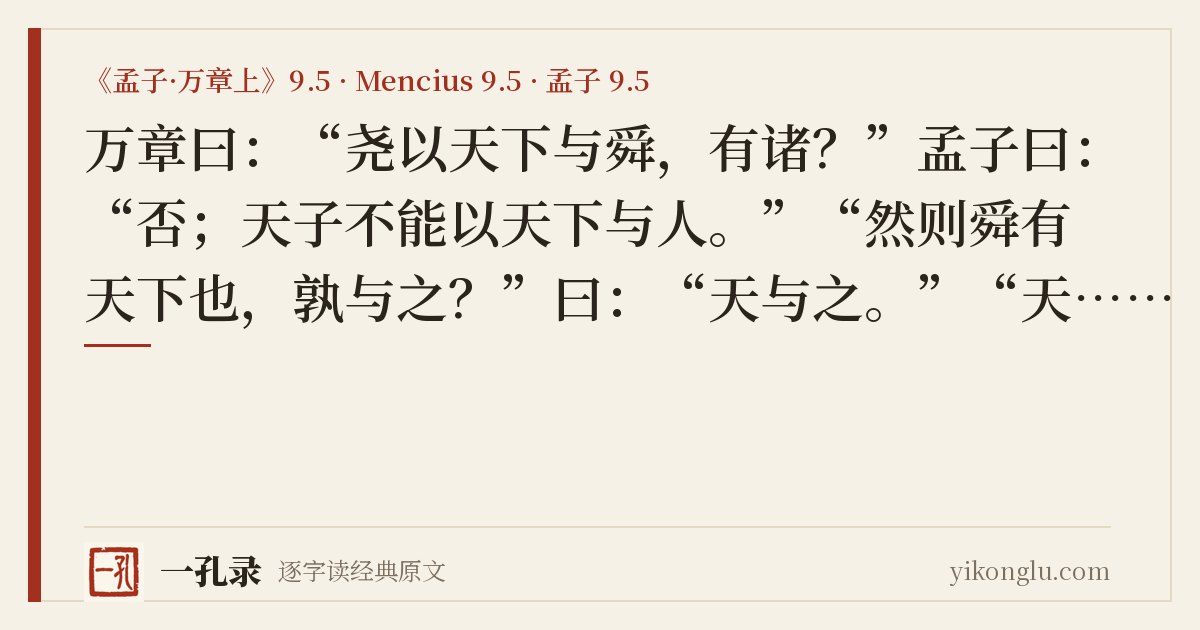 《孟子·万章上》9.5 · Mencius 9.5 · 孟子 9.5
万章曰：“尧以天下与舜，有诸？”孟子曰：
“否；天子不能以天下与人。”“然则舜有
天下也，孰与之？”曰：“天与之。”“天……
一孔
一孔录 逐字读经典原文 yikonglu.com